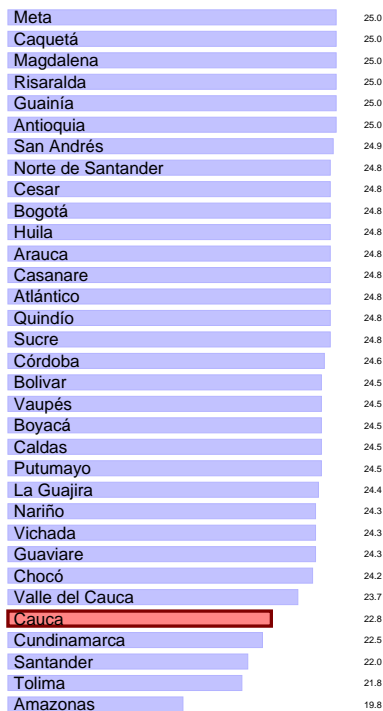 Meta 25.0
Caquetá 25.0
Magdalena 25.0
Risaralda 25.0
Guainía 25.0
Antioquia 25.0
San Andrés 24.9
Norte de Santander 24.8
Cesar 24.8
Bogotá 24.8
Huila 24.8
Arauca 24.8
Casanare 24.8
Atlántico 24.8
Quindío 24.8
Sucre 24.8
Córdoba 24.6
Bolivar 24.5
Vaupés 24.5
Boyacá 24.5
Caldas 24.5
Putumayo 24.5
La Guajira 24.4
Nariño 24.3
Vichada 24.3
Guaviare 24.3
Chocó 24.2
Valle del Cauca 23.7
Cauca 22.8
Cundinamarca 22.5
Santander 22.0
Tolima 21.8
Amazonas 19.8